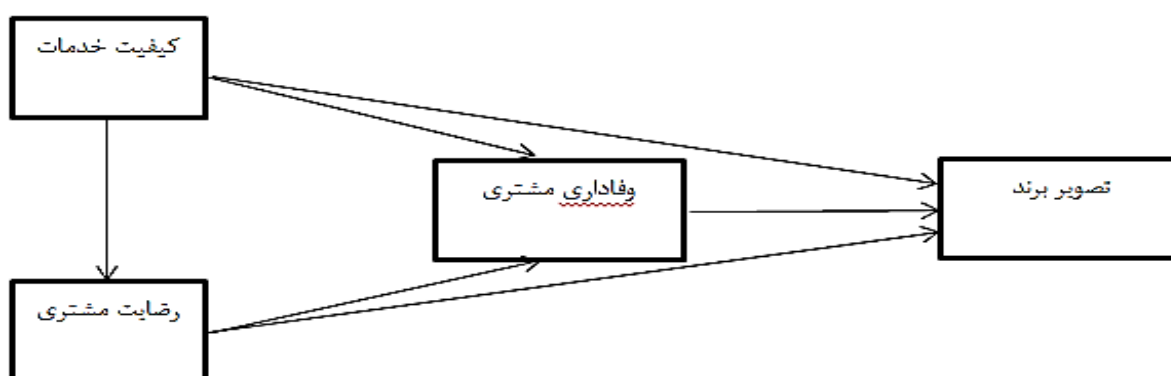 کیفیت خدمات
وفاداری مشتری
تصویر برند
رضایت مشتری